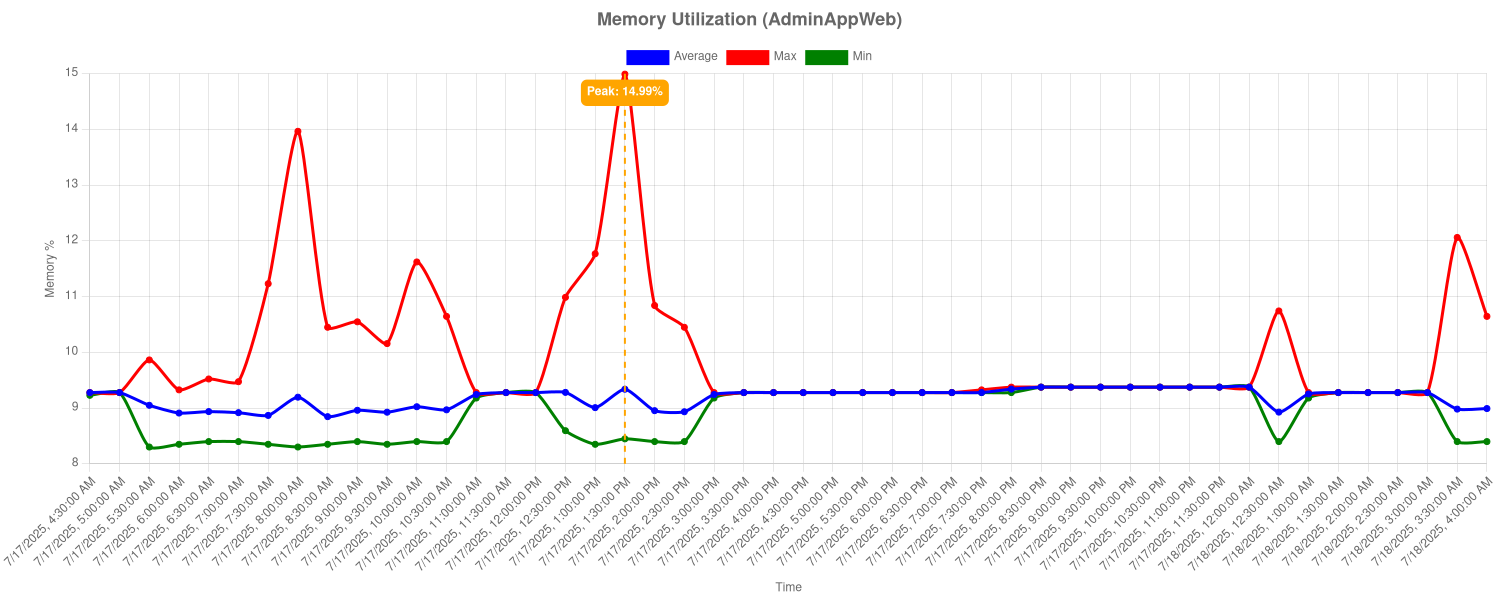 Memory Utilization (AdminAppWeb)
Average Max Min
15
Peak: 14.99%
14
13
12
11
10
9
8
Memory %
7/17/2025, 4:30:00 AM
7/17/2025, 5:00:00 AM
7/17/2025, 5:30:00 AM
7/17/2025, 6:00:00 AM
7/17/2025, 6:30:00 AM
7/17/2025, 7:00:00 AM
7/17/2025, 7:30:00 AM
7/17/2025, 8:00:00 AM
7/17/2025, 8:30:00 AM
7/17/2025, 9:00:00 AM
7/17/2025, 9:30:00 AM
7/17/2025, 10:00:00 AM
7/17/2025, 10:30:00 AM
7/17/2025, 11:00:00 AM
7/17/2025, 11:30:00 AM
7/17/2025, 12:00:00 PM
7/17/2025, 12:30:00 PM
7/17/2025, 1:00:00 PM
7/17/2025, 1:30:00 PM
7/17/2025, 2:00:00 PM
7/17/2025, 2:30:00 PM
7/17/2025, 3:00:00 PM
7/17/2025, 3:30:00 PM
7/17/2025, 4:00:00 PM
7/17/2025, 4:30:00 PM
7/17/2025, 5:00:00 PM
7/17/2025, 5:30:00 PM
7/17/2025, 6:00:00 PM
7/17/2025, 6:30:00 PM
7/17/2025, 7:00:00 PM
7/17/2025, 7:30:00 PM
7/17/2025, 8:00:00 PM
7/17/2025, 8:30:00 PM
7/17/2025, 9:00:00 PM
7/17/2025, 9:30:00 PM
7/17/2025, 10:00:00 PM
7/17/2025, 10:30:00 PM
7/17/2025, 11:00:00 PM
7/17/2025, 11:30:00 PM
7/18/2025, 12:00:00 AM
7/18/2025, 12:30:00 AM
7/18/2025, 1:00:00 AM
7/18/2025, 1:30:00 AM
7/18/2025, 2:00:00 AM
7/18/2025, 2:30:00 AM
7/18/2025, 3:00:00 AM
7/18/2025, 3:30:00 AM
7/18/2025, 4:00:00 AM
Time